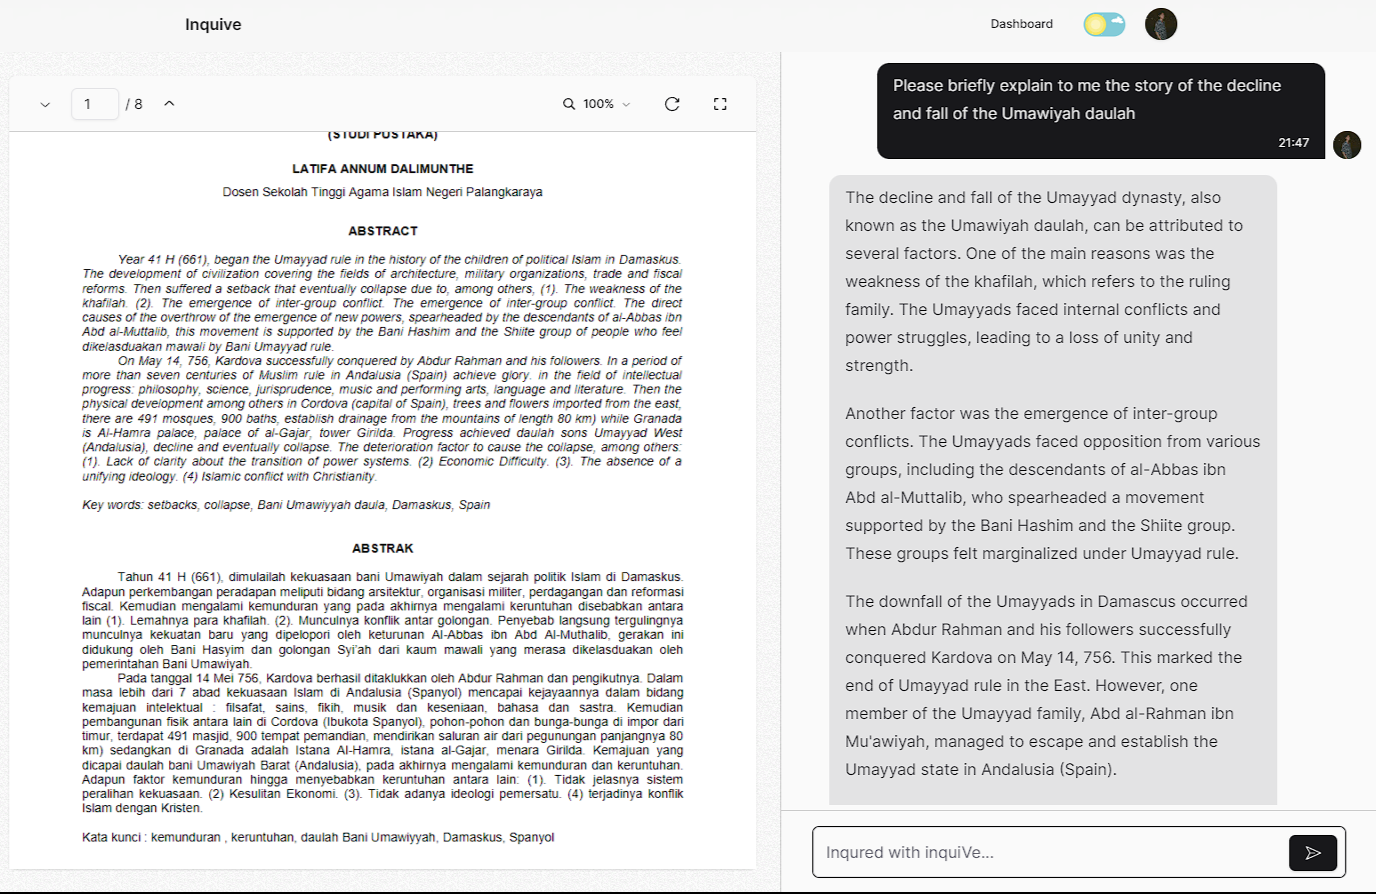 Inquive
Dashboard
1 / 8
100%
(STUDI PUSTAKA)
LATIFA ANNUM DALIMUNTHE
Dosen Sekolah Tinggi Agama Islam Negeri Palangkaraya
ABSTRACT
Year 41 H (661), began the Umayyad rule in the history of the children of political Islam in Damaskus.
The development of civilization covering the fields of architecture, military organizations, trade and fiscal
reforms. Then suffered a setback that eventually collapse due to, among others, (1). The weakness of the
khafilah. (2). The emergence of inter-group conflict. The emergence of inter-group conflict. The direct
causes of the overthrow of the emergence of new powers, spearheaded by the descendants of al-Abbas ibn
Abd al-Muttalib, this movement is supported by the Bani Hashim and the Shiite group of people who feel
dikelasduakan mawali by Bani Umayyad rule.
On May 14, 756, Kardova successfully conquered by Abdur Rahman and his followers. In a period of
more than seven centuries of Muslim rule in Andalusia (Spain) achieve glory. in the field of intellectual
progress: philosophy, science, jurisprudence, music and performing arts, language and literature. Then the
physical development among others in Cordova (capital of Spain), trees and flowers imported from the east,
there are 491 mosques, 900 baths, establish drainage from the mountains of length 80 km) while Granada
is Al-Hamra palace, palace of al-Gajar, tower Girilda. Progress achieved daulah sons Umayyad West
(Andalusia), decline and eventually collapse. The deterioration factor to cause the collapse, among others:
(1). Lack of clarity about the transition of power systems. (2) Economic Difficulty. (3). The absence of a
unifying ideology. (4) Islamic conflict with Christianity.
Key words: setbacks, collapse, Bani Umawiyyah daula, Damaskus, Spain
ABSTRAK
Tahun 41 H (661), dimulailah kekuasaan bani Umawiyah dalam sejarah politik Islam di Damaskus.
Adapun perkembangan peradapan meliputi bidang arsitektur, organisasi militer, perdagangan dan reformasi
fiscal. Kemudian mengalami kemunduran yang pada akhirnya mengalami keruntuhan disebabkan antara
lain (1). Lemahnya para khafilah. (2). Munculnya konflik antar golongan. Penyebab langsung tergulingnya
munculnya kekuatan baru yang dipelopori oleh keturunan Al-Abbas ibn Abd Al-Muthalib, gerakan ini
didukung oleh Bani Hasyim dan golongan Syi'ah dari kaum mawali yang merasa dikelasduakan oleh
pemerintahan Bani Umawiyah.
Pada tanggal 14 Mei 756, Kardova berhasil ditaklukkan oleh Abdur Rahman dan pengikutnya. Dalam
masa lebih dari 7 abad kekuasaan Islam di Andalusia (Spanyol) mencapai kejayaannya dalam bidang
kemajuan intelektual : filsafat, sains, fikih, musik dan keseniaan, bahasa dan sastra. Kemudian
pembangunan fisik antara lain di Cordova (Ibukota Spanyol), pohon-pohon dan bunga-bunga di impor dari
timur, terdapat 491 masjid, 900 tempat pemandian, mendirikan saluran air dari pegunungan panjangnya 80
km) sedangkan di Granada adalah Istana Al-Hamra, istana al-Gajar, menara Girilda. Kemajuan yang
dicapai daulah bani Umawiyah Barat (Andalusia), pada akhirnya mengalami kemunduran dan keruntuhan.
Adapun faktor kemunduran hingga menyebabkan keruntuhan antara lain: (1). Tidak jelasnya sistem
peralihan kekuasaan. (2) Kesulitan Ekonomi. (3). Tidak adanya ideologi pemersatu. (4) terjadinya konflik
Islam dengan Kristen.
Kata kunci : kemunduran , keruntuhan, daulah Bani Umawiyyah, Damaskus, Spanyol
Please briefly explain to me the story of the decline
and fall of the Umawiyah daulah
21:47
The decline and fall of the Umayyad dynasty, also
known as the Umawiyah daulah, can be attributed to
several factors. One of the main reasons was the
weakness of the khafilah, which refers to the ruling
family. The Umayyads faced internal conflicts and
power struggles, leading to a loss of unity and
strength.
Another factor was the emergence of inter-group
conflicts. The Umayyads faced opposition from various
groups, including the descendants of al-Abbas ibn
Abd al-Muttalib, who spearheaded a movement
supported by the Bani Hashim and the Shiite group.
These groups felt marginalized under Umayyad rule.
The downfall of the Umayyads in Damascus occurred
when Abdur Rahman and his followers successfully
conquered Kardova on May 14, 756. This marked the
end of Umayyad rule in the East. However, one
member of the Umayyad family, Abd al-Rahman ibn
Mu'awiyah, managed to escape and establish the
Umayyad state in Andalusia (Spain).
Inqured with inquiVe...